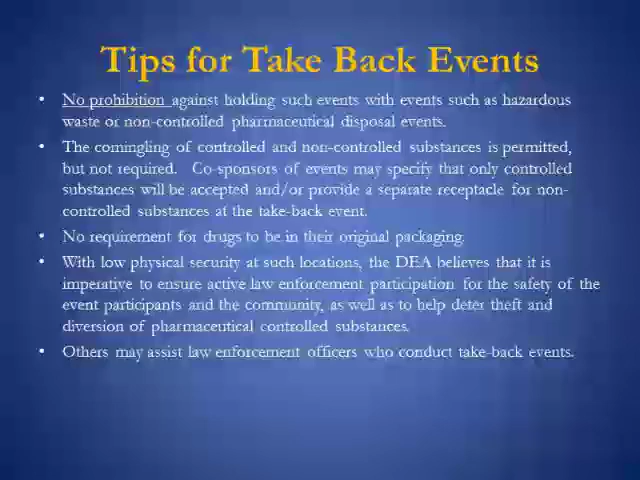 Tips for Take Back Events
• No prohibition against holding such events with events such as hazardous
waste or non-controlled pharmaceutical disposal events.
• The comingling of controlled and non-controlled substances is permitted,
but not required. Co-sponsors of events may specify that only controlled
substances will be accepted and/or provide a separate receptacle for non-
controlled substances at the take-back event.
• No requirement for drugs to be in their original packaging.
• With low physical security at such locations, the DEA believes that it is
imperative to ensure active law enforcement participation for the safety of the
event participants and the community, as well as to help deter theft and
diversion of pharmaceutical controlled substances.
• Others may assist law enforcement officers who conduct take-back events.